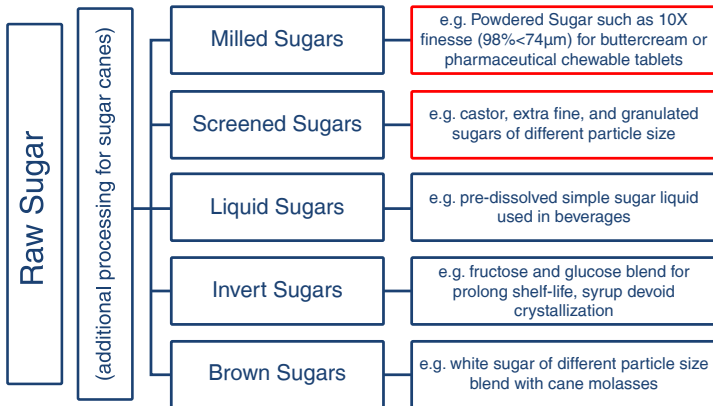 Raw Sugar
(additional processing for sugar canes)
Milled Sugars
e.g. Powdered Sugar such as 10X
finesse (98%<74µm) for buttercream or
pharmaceutical chewable tablets
Screened Sugars
e.g. castor, extra fine, and granulated
sugars of different particle size
Liquid Sugars
e.g. pre-dissolved simple sugar liquid
used in beverages
Invert Sugars
e.g. fructose and glucose blend for
prolong shelf-life, syrup devoid
crystallization
Brown Sugars
e.g. white sugar of different particle size
blend with cane molasses